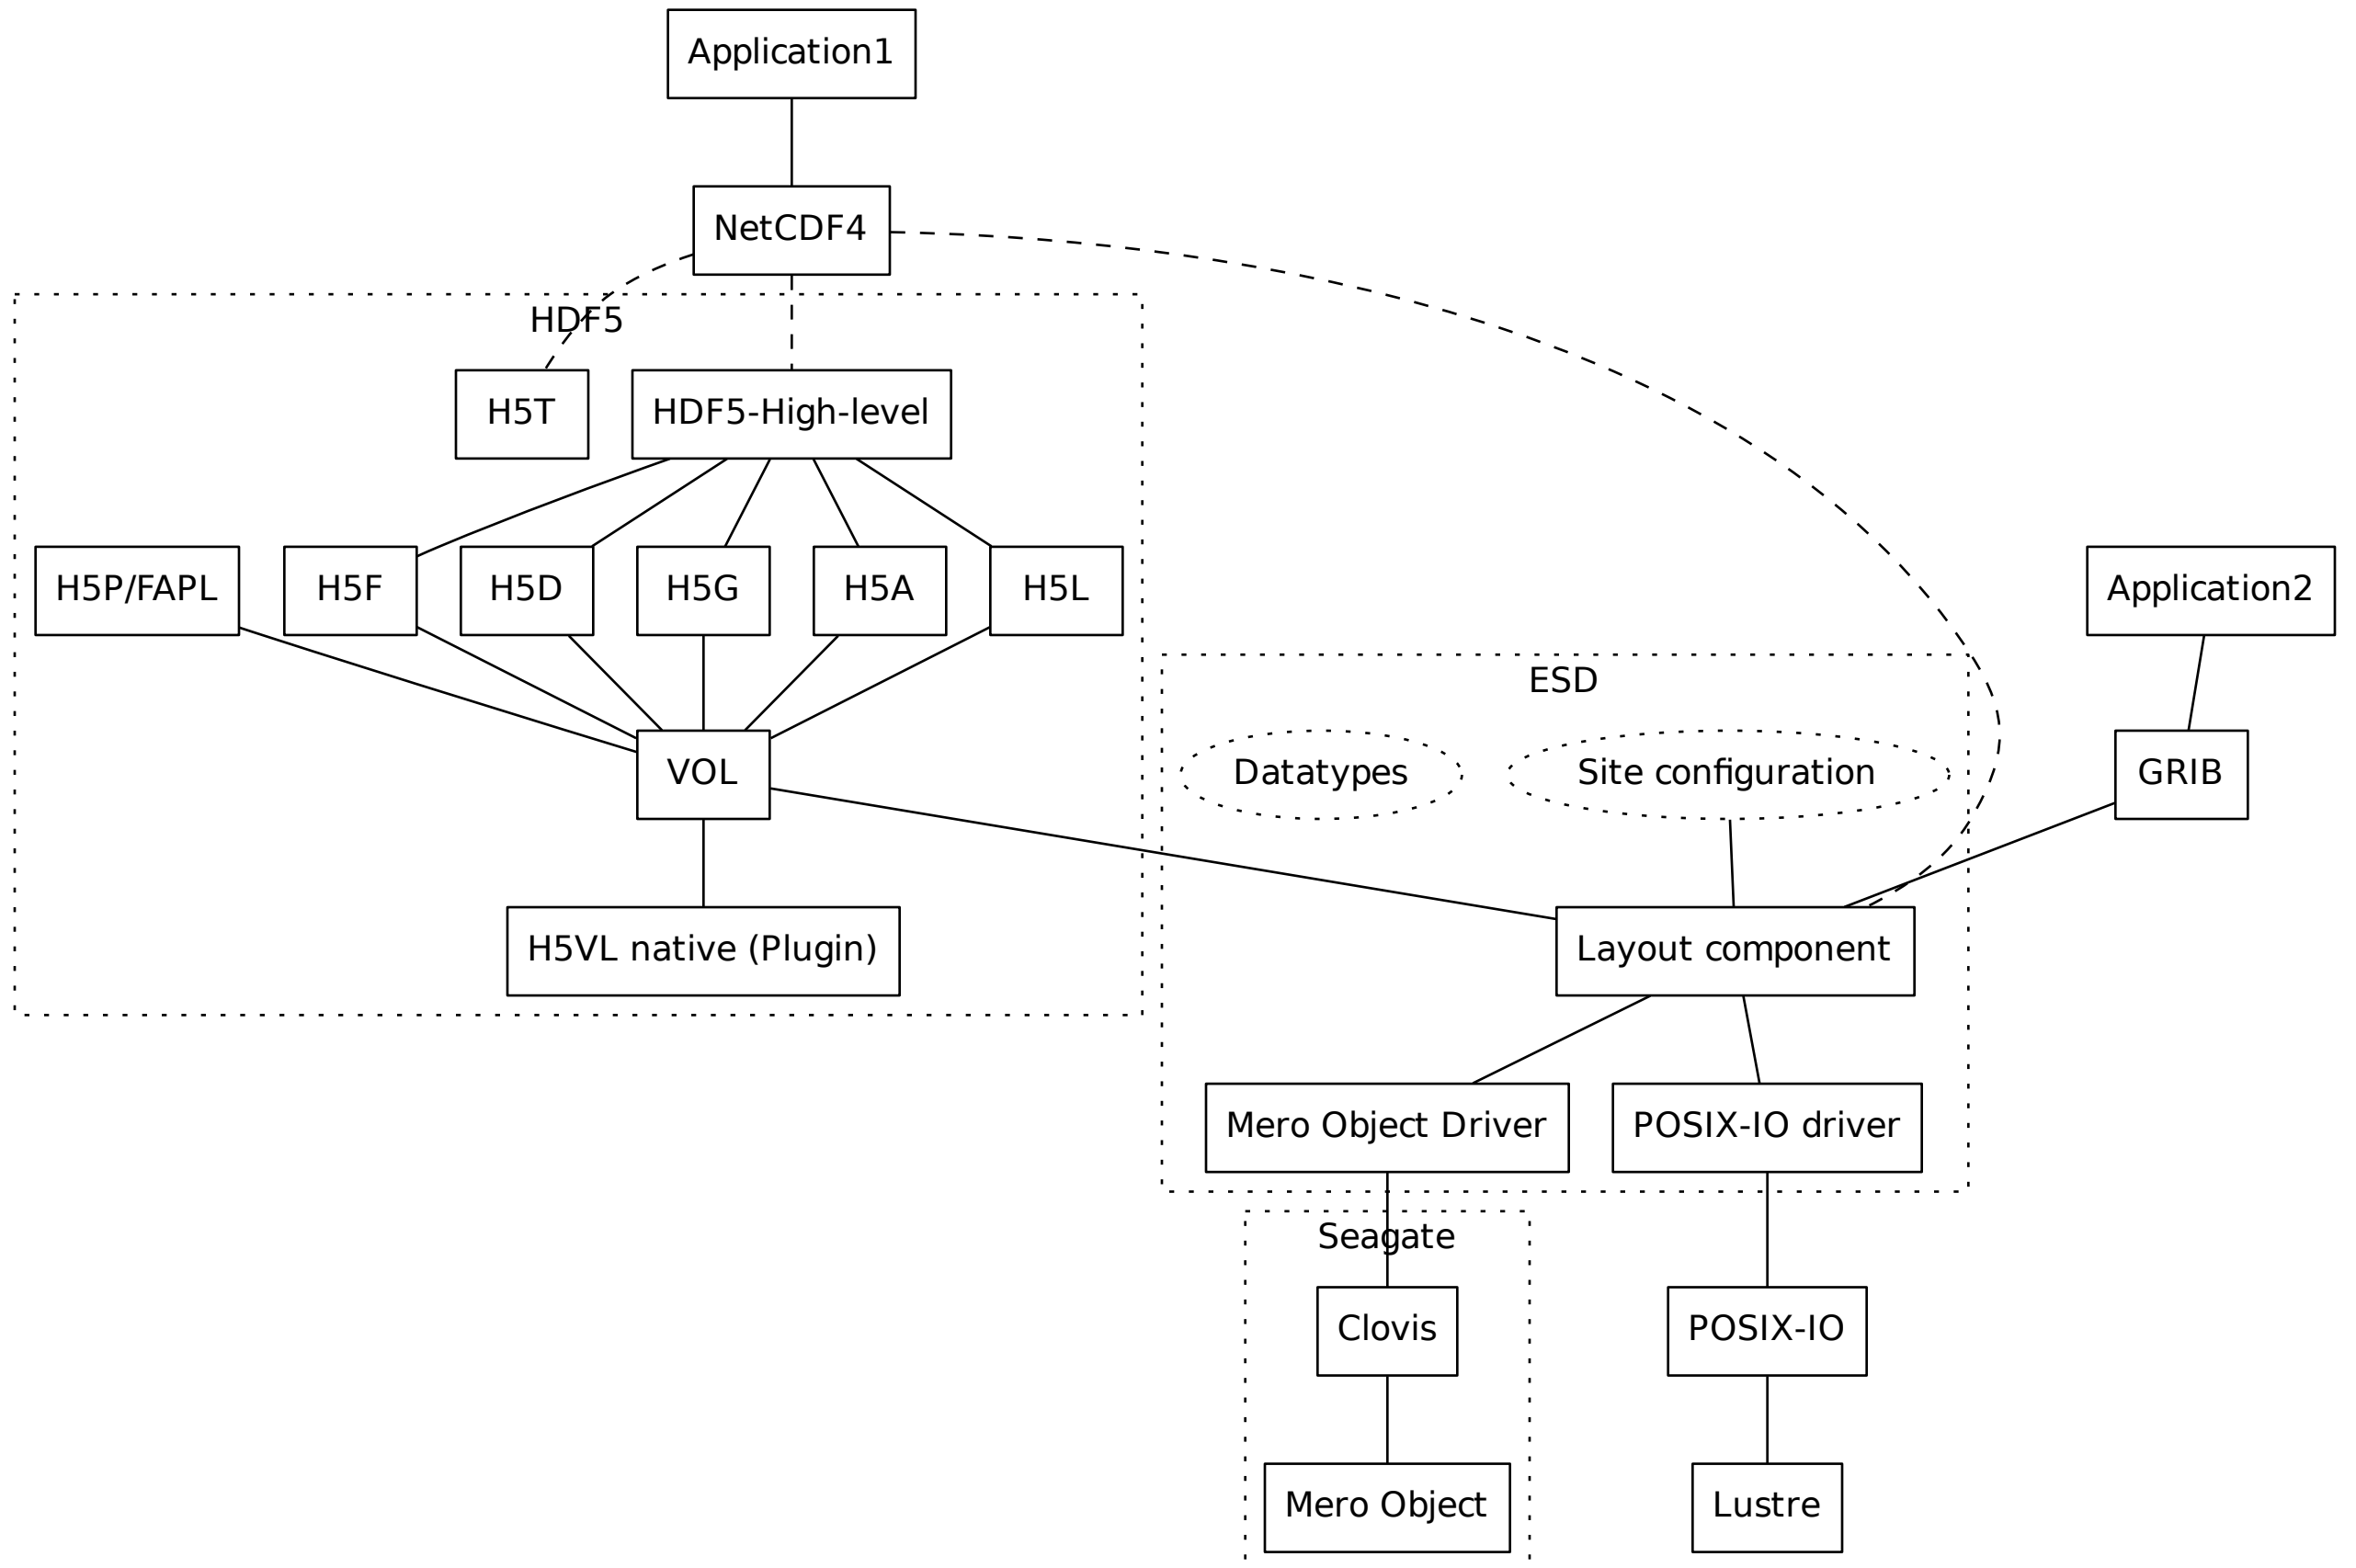 Application1
NetCDF4
HDF5
H5T
HDF5-High-level
H5P/FAPL
H5F
H5D
H5G
H5A
H5L
Application2
ESD
VOL
Datatypes
Site configuration
GRIB
H5VL native (Plugin)
Layout component
Mero Object Driver
POSIX-IO driver
Seagate
Clovis
POSIX-IO
Mero Object
Lustre